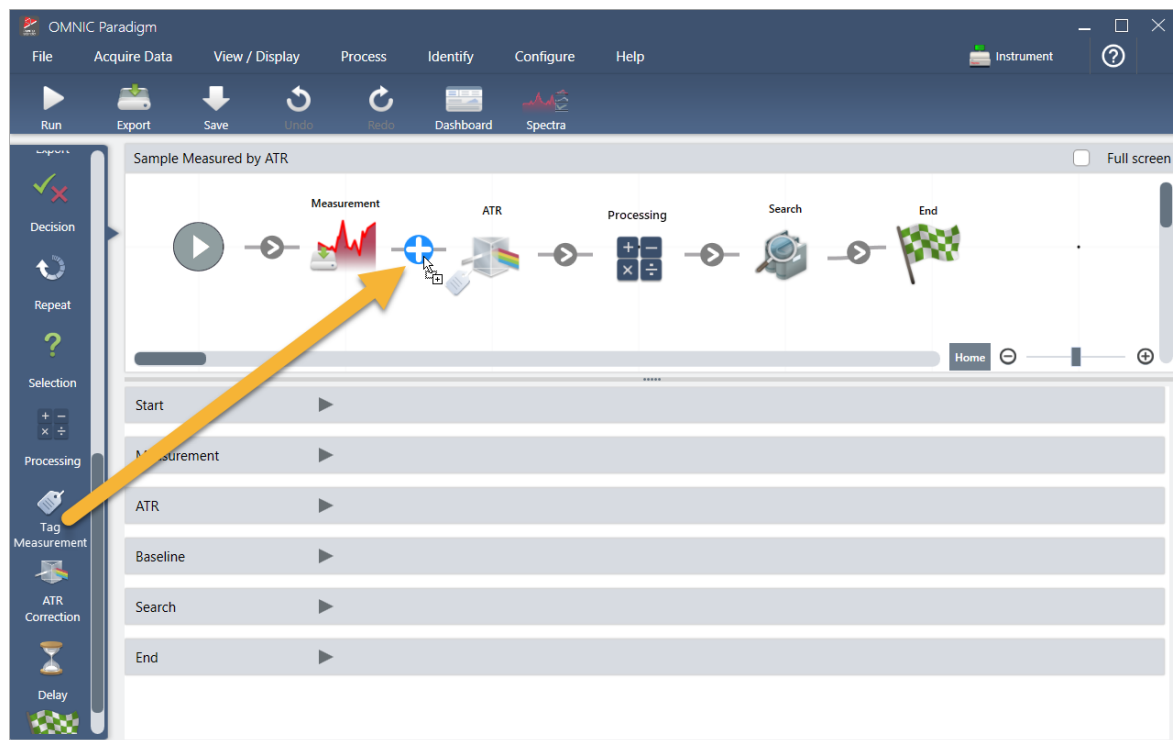 OMNIC Paradigm
File Acquire Data View / Display Process Identify Configure Help Instrument
Run Export Save Undo Redo Dashboard Spectra
Export
Decision
Repeat
Selection
Processing
Tag
Measurement
ATR
Correction
Delay
Sample Measured by ATR Full screen
Measurement ATR Processing Search End
Home
Start
Measurement
ATR
Baseline
Search
End